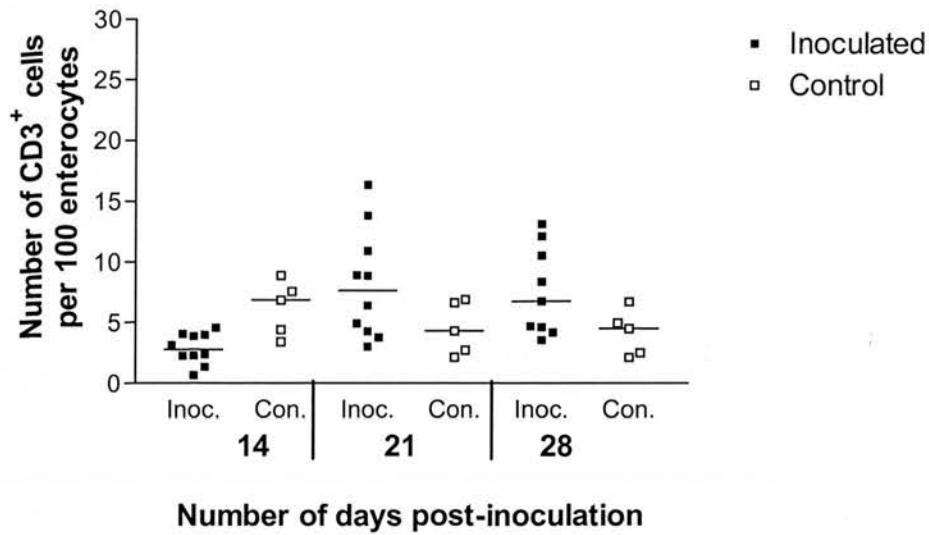 30
25
20
15
10
5
0
Number of CD3⁺ cells
per 100 enterocytes
Inoculated
Control
Inoc. Con. Inoc. Con. Inoc. Con.
14 21 28
Number of days post-inoculation